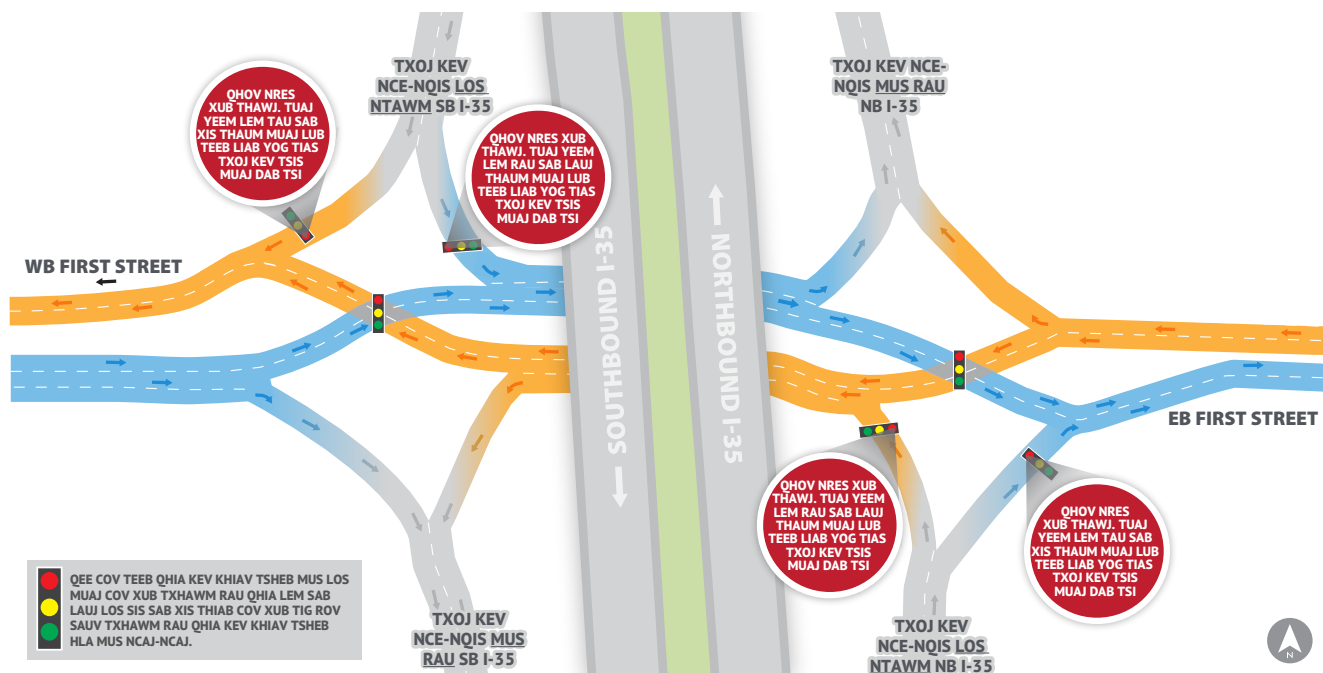 TXOJ KEV
NCE-NQIS LOS
NTAWM SB I-35
TXOJ KEV NCE-
NQIS MUS RAU
NB I-35
QHOV NRES
XUB THAWJ. TUAJ
YEEM LEM TAU SAB
XIS THAUM MUAJ LUB
TEEB LIAB YOG TIAS
TXOJ KEV TSIS
MUAJ DAB TSI
QHOV NRES XUB
THAWJ. TUAJ YEEM
LEM RAU SAB LAUJ
THAUM MUAJ LUB
TEEB LIAB YOG TIAS
TXOJ KEV TSIS
MUAJ DAB TSI
WB FIRST STREET
SOUTHBOUND I-35
NORTHBOUND I-35
EB FIRST STREET
QHOV NRES XUB
THAWJ. TUAJ YEEM
LEM RAU SAB LAUJ
THAUM MUAJ LUB
TEEB LIAB YOG TIAS
TXOJ KEV TSIS
MUAJ DAB TSI
QHOV NRES
XUB THAWJ. TUAJ
YEEM LEM TAU SAB
XIS THAUM MUAJ LUB
TEEB LIAB YOG TIAS
TXOJ KEV TSIS
MUAJ DAB TSI
QEE COV TEEB QHIA KEV KHIAV TSHEB MUS LOS
MUAJ COV XUB TXHAWM RAU QHIA LEM SAB
LAUJ LOS SIS SAB XIS THIAB COV XUB TIG ROV
SAUV TXHAWM RAU QHIA KEV KHIAV TSHEB
HLA MUS NCAJ-NCAJ.
TXOJ KEV
NCE-NQIS MUS
RAU SB I-35
TXOJ KEV
NCE-NQIS LOS
NTAWM NB I-35
N